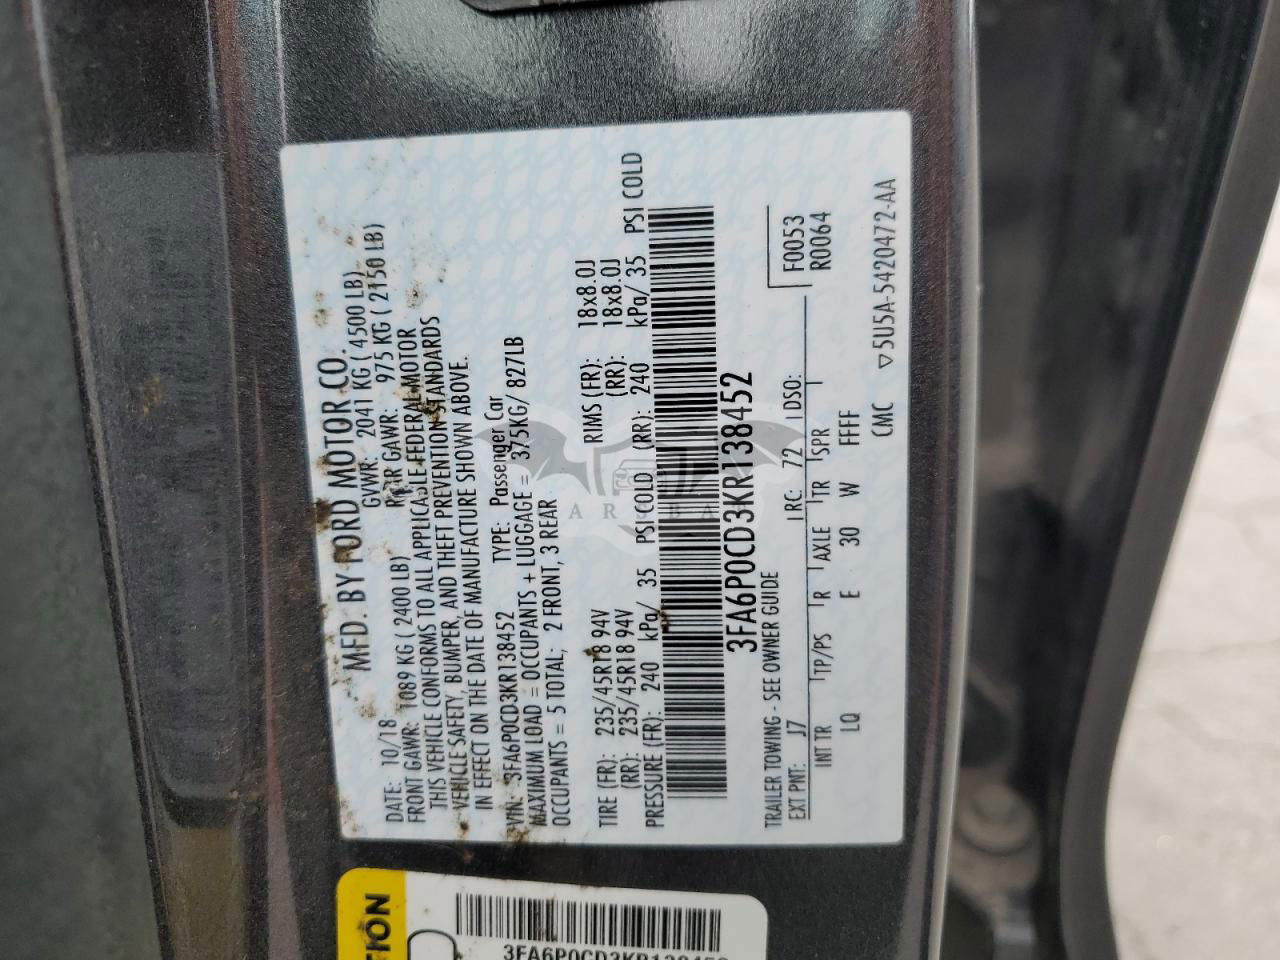 MFD. BY FORD MOTOR CO.
DATE: 10/18 GVWR: 2041 KG ( 4500 LB)
FRONT GAWR: 1089 KG ( 2400 LB) REAR GAWR: 975 KG ( 2150 LB)
THIS VEHICLE CONFORMS TO ALL APPLICABLE FEDERAL MOTOR
VEHICLE SAFETY, BUMPER, AND THEFT PREVENTION STANDARDS
IN EFFECT ON THE DATE OF MANUFACTURE SHOWN ABOVE.
VIN: 3FA6P0CD3KR138452 TYPE: Passenger Car
MAXIMUM LOAD = OCCUPANTS + LUGGAGE = 375KG/ 827LB
OCCUPANTS = 5 TOTAL; 2 FRONT, 3 REAR
TIRE (FR): 235/45R18 94V RIMS (FR): 18x8.0J
(RR): 235/45R18 94V (RR): 18x8.0J
PRESSURE (FR): 240 kPa/ 35 PSI COLD (RR): 240 kPa/ 35 PSI COLD
3FA6P0CD3KR138452
TRAILER TOWING - SEE OWNER GUIDE
EXT PNT: J7 RC: 72 DSO:
F0053
R0064
INT TR TP/PS R AXLE TR SPR
LQ E 30 W FFFF
CMC 5U5A-5420472-AA
TION
3FA6P0CD3KR138452